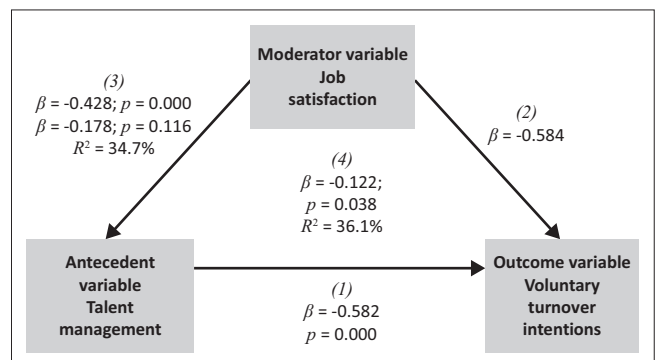 Moderator variable
Job
satisfaction
(3)
β = -0.428; p = 0.000
β = -0.178; p = 0.116
R² = 34.7%
(2)
β = -0.584
(4)
β = -0.122;
p = 0.038
R² = 36.1%
Antecedent
variable
Talent
management
(1)
β = -0.582
p = 0.000
Outcome variable
Voluntary
turnover
intentions